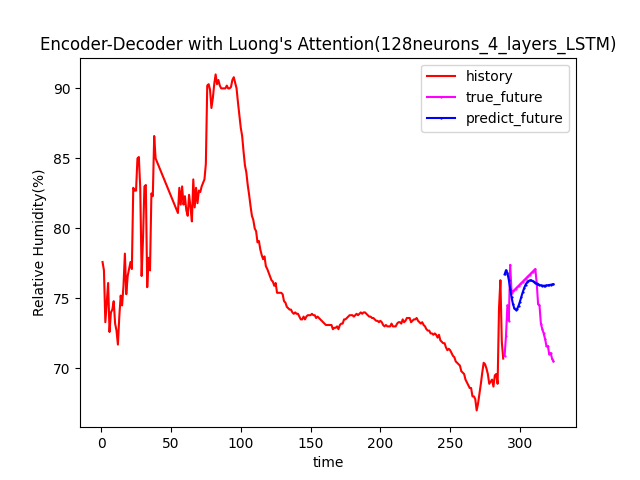 Encoder-Decoder with Luong's Attention(128neurons_4_layers_LSTM)
history
true_future
predict_future
Relative Humidity(%)
90
85
80
75
70
0 50 100 150 200 250 300
time